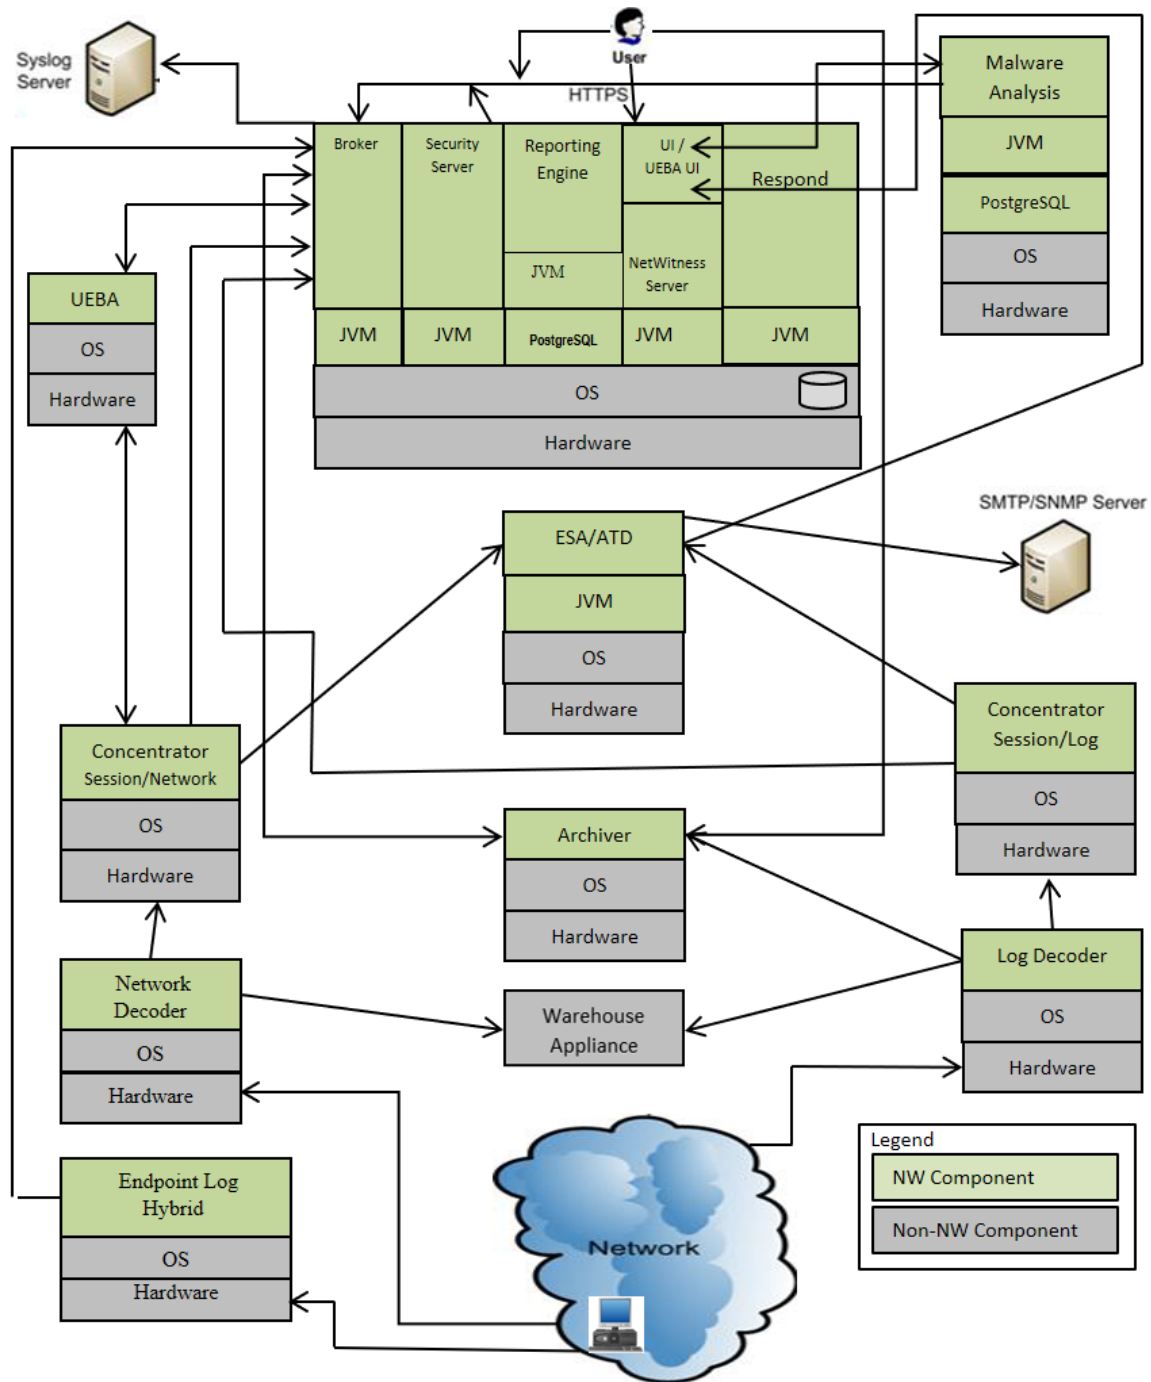 Syslog
Server
User
HTTPS
Malware
Analysis
JVM
PostgreSQL
OS
Hardware
Broker
Security
Server
Reporting
Engine
JVM
UI /
UEBA UI
NetWitness
Server
Respond
JVM
JVM
PostgreSQL
JVM
JVM
OS
Hardware
UEBA
OS
Hardware
SMTP/SNMP Server
ESA/ATD
JVM
OS
Hardware
Concentrator
Session/Network
OS
Hardware
Concentrator
Session/Log
OS
Hardware
Archiver
OS
Hardware
Network
Decoder
OS
Hardware
Warehouse
Appliance
Log Decoder
OS
Hardware
Endpoint Log
Hybrid
OS
Hardware
Network
Legend
NW Component
Non-NW Component